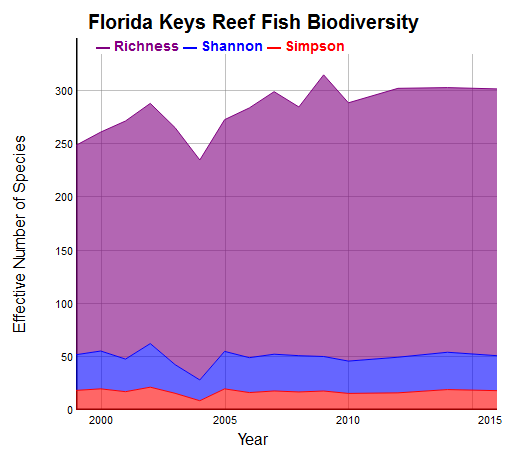 Florida Keys Reef Fish Biodiversity
Richness Shannon Simpson
Effective Number of Species
300
250
200
150
100
50
0
2000 2005 2010 2015
Year